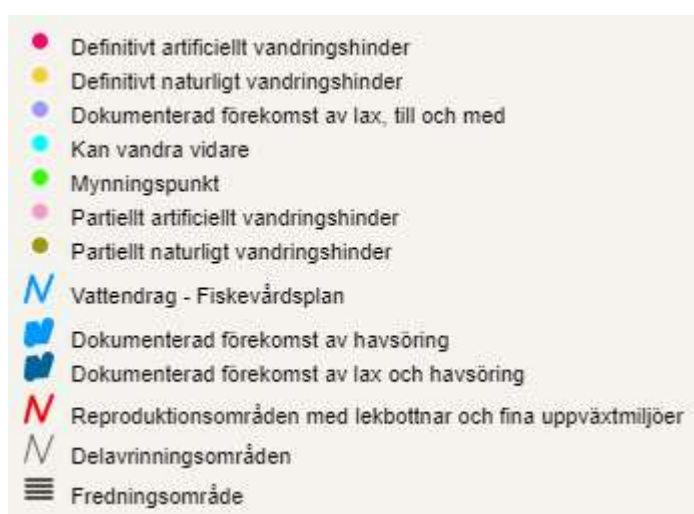 Definitivt artificiellt vandringshinder
Definitivt naturligt vandringshinder
Dokumenterad förekomst av lax, till och med
Kan vandra vidare
Mynningspunkt
Partiellt artificiellt vandringshinder
Partiellt naturligt vandringshinder
Vattendrag - Fiskevårdsplan
Dokumenterad förekomst av havsöring
Dokumenterad förekomst av lax och havsöring
Reproduktionsområden med lekbottnar och fina uppväxtmiljöer
Delavrinningsområden
Fredningsområde